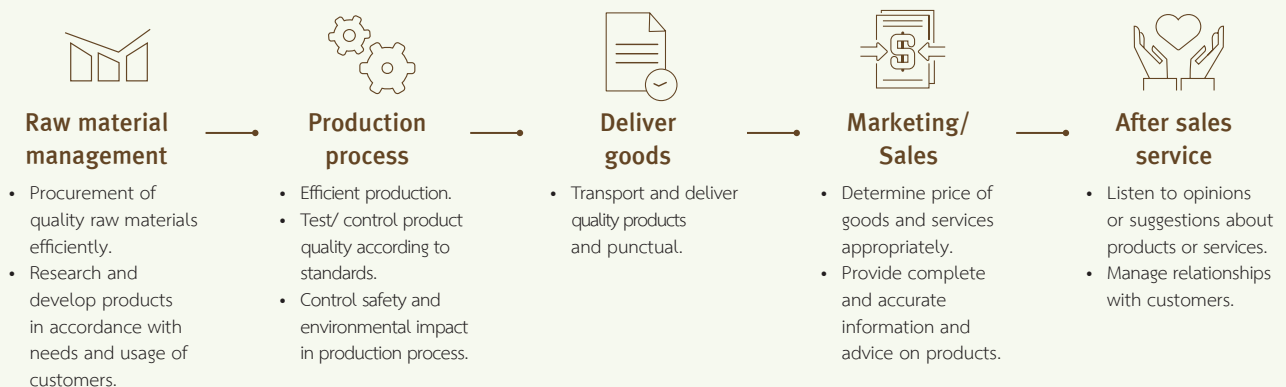 Raw material
management
• Procurement of
quality raw materials
efficiently.
• Research and
develop products
in accordance with
needs and usage of
customers.
Production
process
• Efficient production.
• Test/ control product
quality according to
standards.
• Control safety and
environmental impact
in production process.
Deliver
goods
• Transport and deliver
quality products
and punctual.
$
Marketing/
Sales
• Determine price of
goods and services
appropriately.
• Provide complete
and accurate
information and
advice on products.
After sales
service
• Listen to opinions
or suggestions about
products or services.
• Manage relationships
with customers.